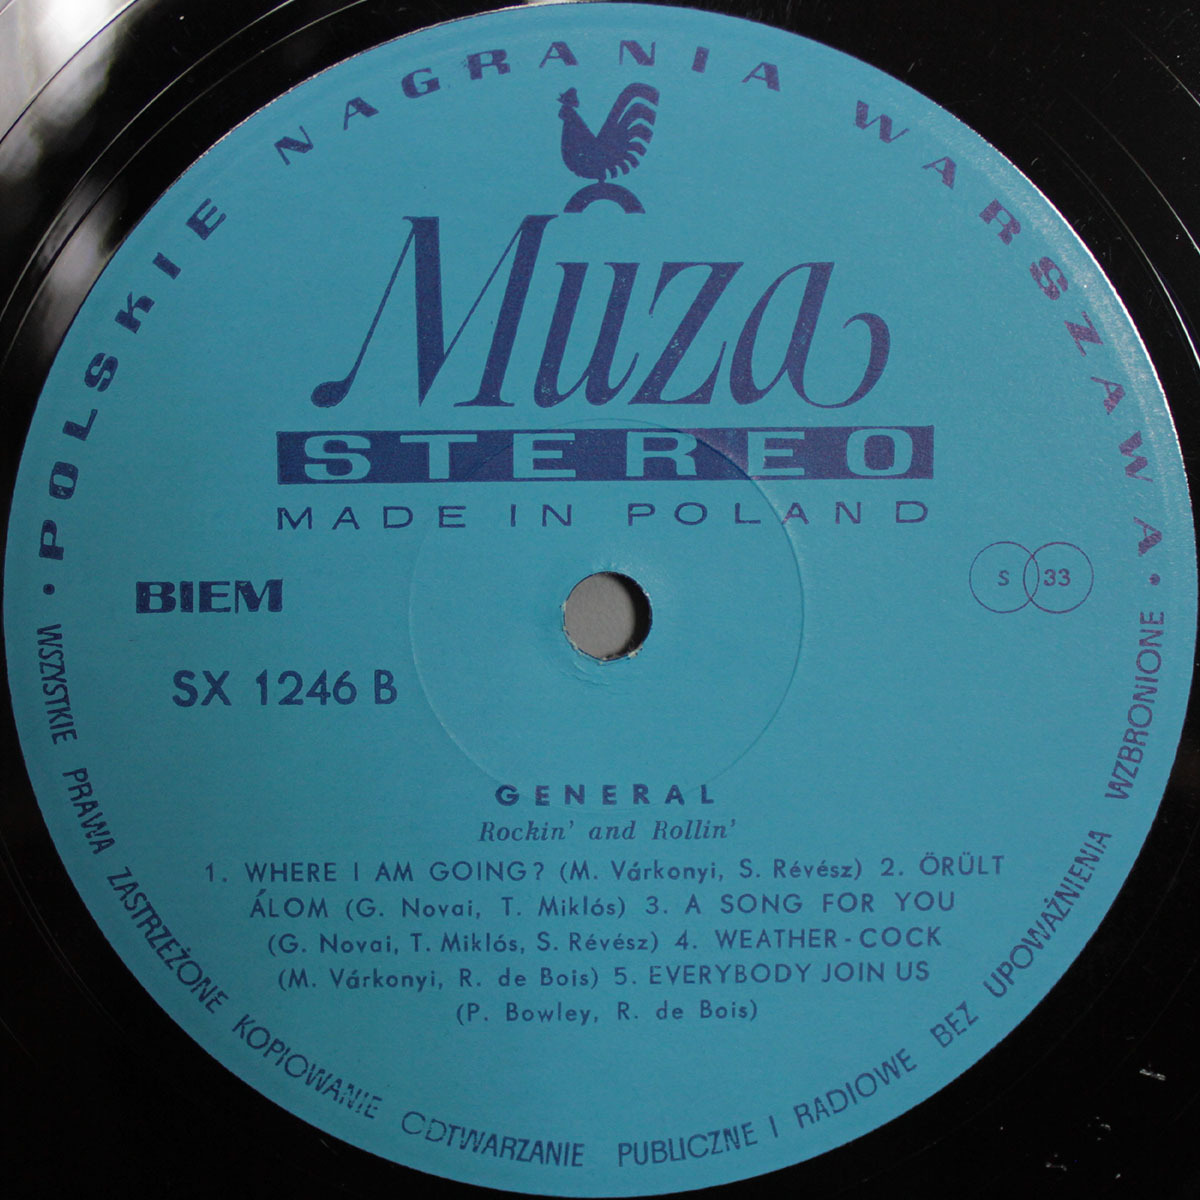 POLSKIE NAGRANIA WARSZAWA
Muza
STEREO
MADE IN POLAND
BIEM
S 33
SX 1246 B
GENERAL
Rockin' and Rollin'
1. WHERE I AM GOING? (M. Várkonyi, S. Révész) 2. ÖRÜLT
ÁLOM (G. Novai, T. Miklós) 3. A SONG FOR YOU
(G. Novai, T. Miklós, S. Révész) 4. WEATHER-COCK
(M. Várkonyi, R. de Bois) 5. EVERYBODY JOIN US
(P. Bowley, R. de Bois)
• WSZYSTKIE PRAWA ZASTRZEŻONE KOPIOWANIE ODTWARZANIE PUBLICZNE I RADIOWE BEZ UPOWAŻNIENIA WZBRONIONE •